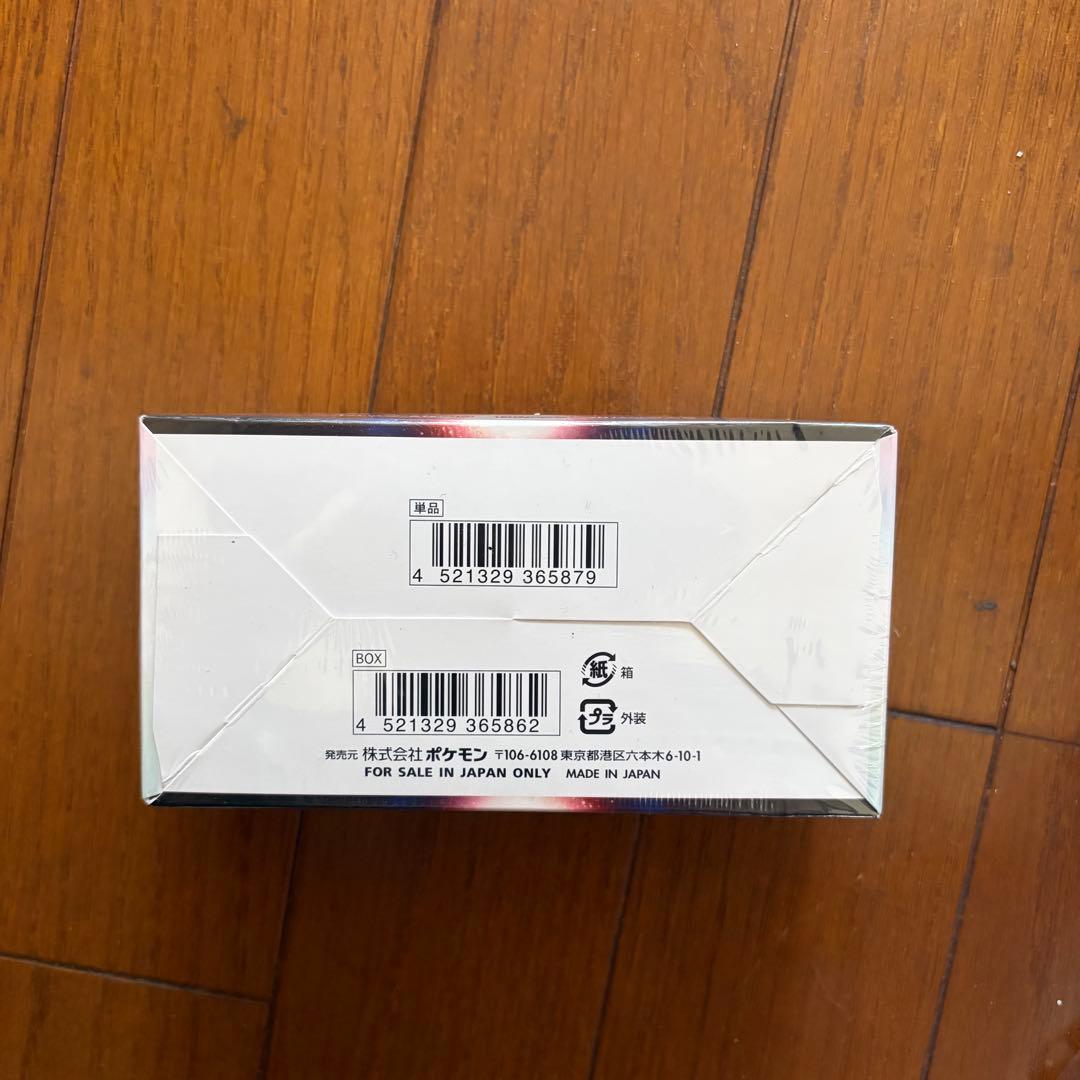 単品
4 521329 365879
BOX
4 521329 365862
紙 箱
プラ 外装
発売元 株式会社 ポケモン 〒106-6108 東京都港区六本木6-10-1
FOR SALE IN JAPAN ONLY MADE IN JAPAN